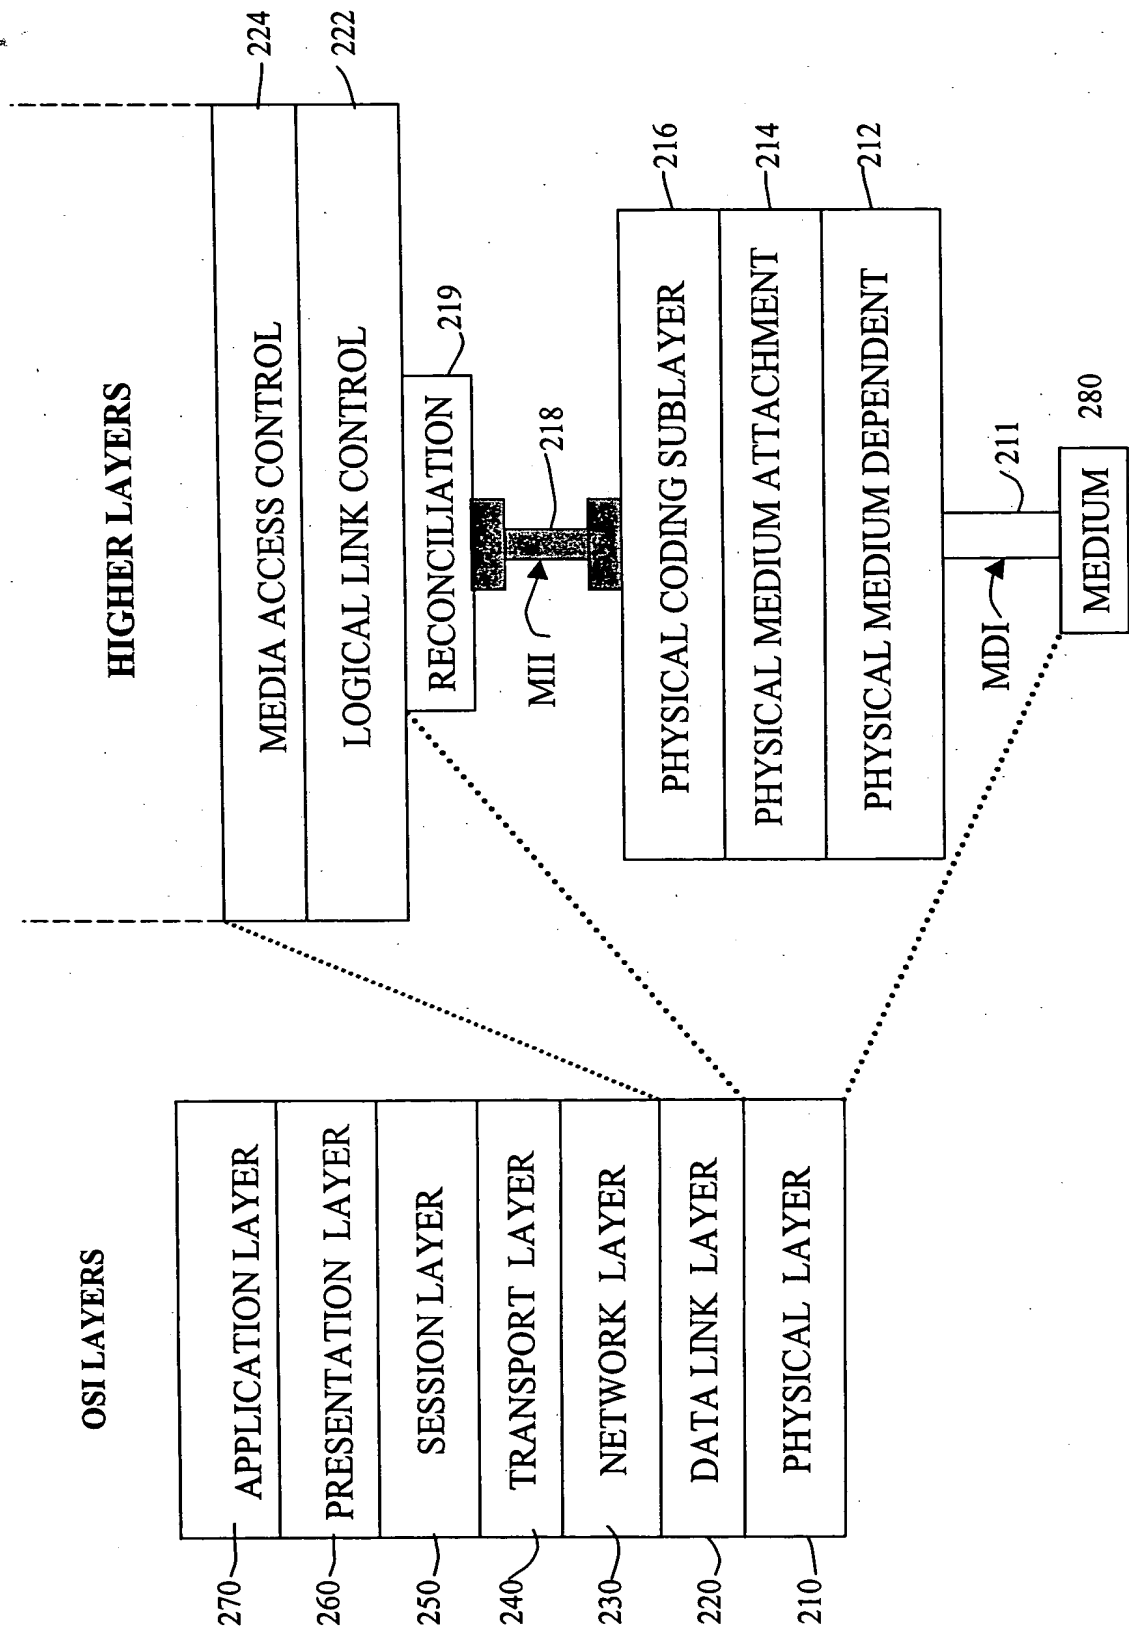 OSI LAYERS
270 APPLICATION LAYER
260 PRESENTATION LAYER
250 SESSION LAYER
240 TRANSPORT LAYER
230 NETWORK LAYER
220 DATA LINK LAYER
210 PHYSICAL LAYER
HIGHER LAYERS
MEDIA ACCESS CONTROL 224
LOGICAL LINK CONTROL 222
RECONCILIATION 219
MII 218
PHYSICAL CODING SUBLAYER 216
PHYSICAL MEDIUM ATTACHMENT 214
PHYSICAL MEDIUM DEPENDENT 212
MDI 211
MEDIUM 280